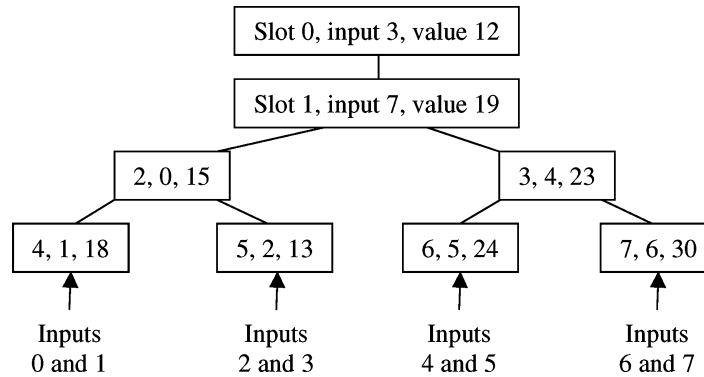 Slot 0, input 3, value 12
Slot 1, input 7, value 19
2, 0, 15
3, 4, 23
4, 1, 18
5, 2, 13
6, 5, 24
7, 6, 30
Inputs
0 and 1
Inputs
2 and 3
Inputs
4 and 5
Inputs
6 and 7